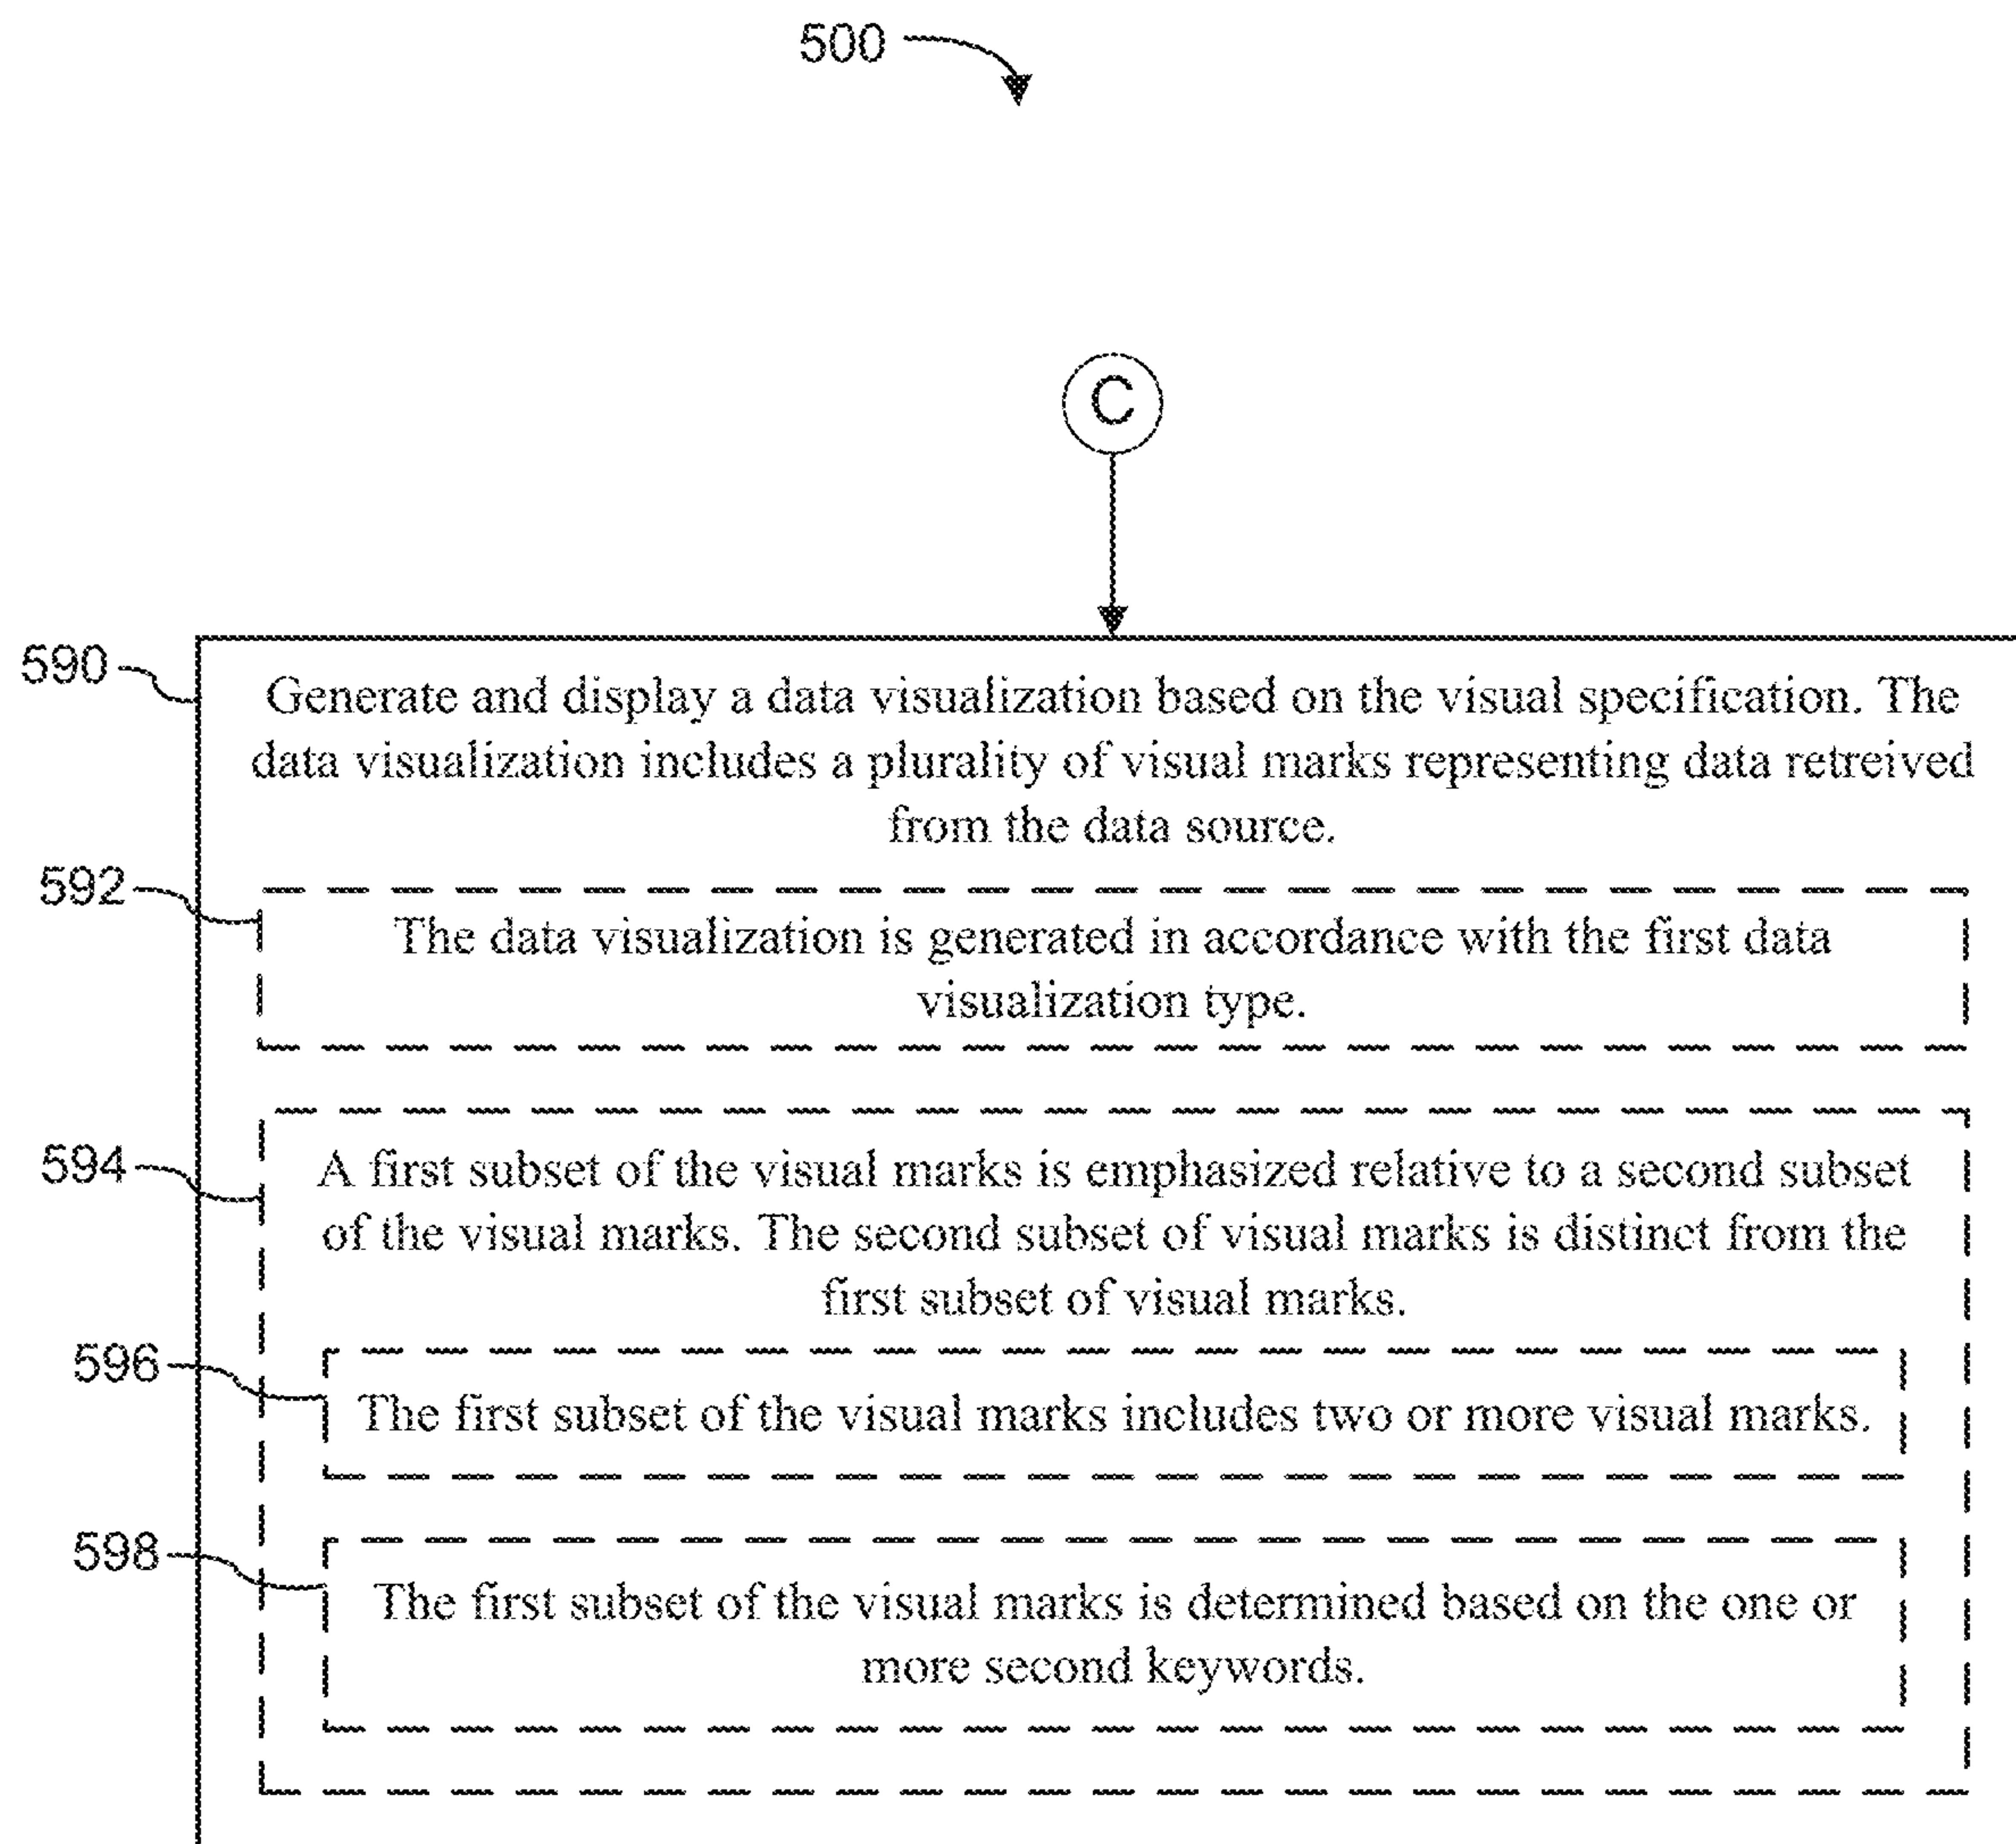 500
C
590
Generate and display a data visualization based on the visual specification. The
data visualization includes a plurality of visual marks representing data retreived
from the data source.
592
The data visualization is generated in accordance with the first data
visualization type.
594
A first subset of the visual marks is emphasized relative to a second subset
of the visual marks. The second subset of visual marks is distinct from the
first subset of visual marks.
596
The first subset of the visual marks includes two or more visual marks.
598
The first subset of the visual marks is determined based on the one or
more second keywords.